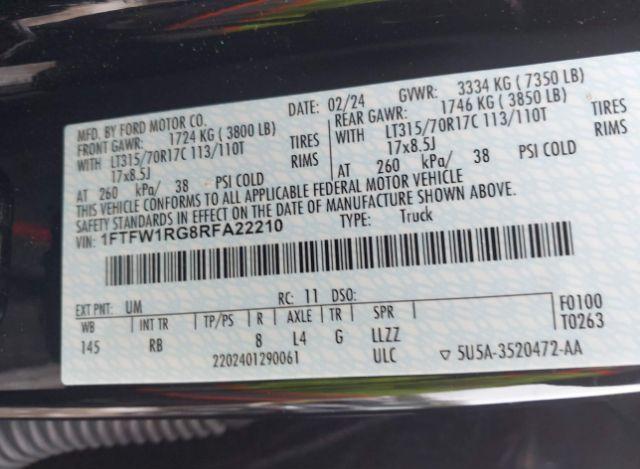 MFD. BY FORD MOTOR CO.
DATE: 02/24
GVWR: 3334 KG ( 7350 LB)
FRONT GAWR: 1724 KG ( 3800 LB)
REAR GAWR: 1746 KG ( 3850 LB)
WITH LT315/70R17C 113/110T TIRES
WITH LT315/70R17C 113/110T TIRES
17x8.5J RIMS
17x8.5J RIMS
AT 260 kPa/ 38 PSI COLD
AT 260 kPa/ 38 PSI COLD
THIS VEHICLE CONFORMS TO ALL APPLICABLE FEDERAL MOTOR VEHICLE
SAFETY STANDARDS IN EFFECT ON THE DATE OF MANUFACTURE SHOWN ABOVE.
VIN: 1FTFW1RG8RFA22210
TYPE: Truck
EXT PNT: UM RC: 11 DSO:
WB INT TR TP/PS R AXLE TR SPR
145 RB 8 L4 G LLZZ
2202401290061 ULC
F0100
T0263
▽ 5U5A-3520472-AA